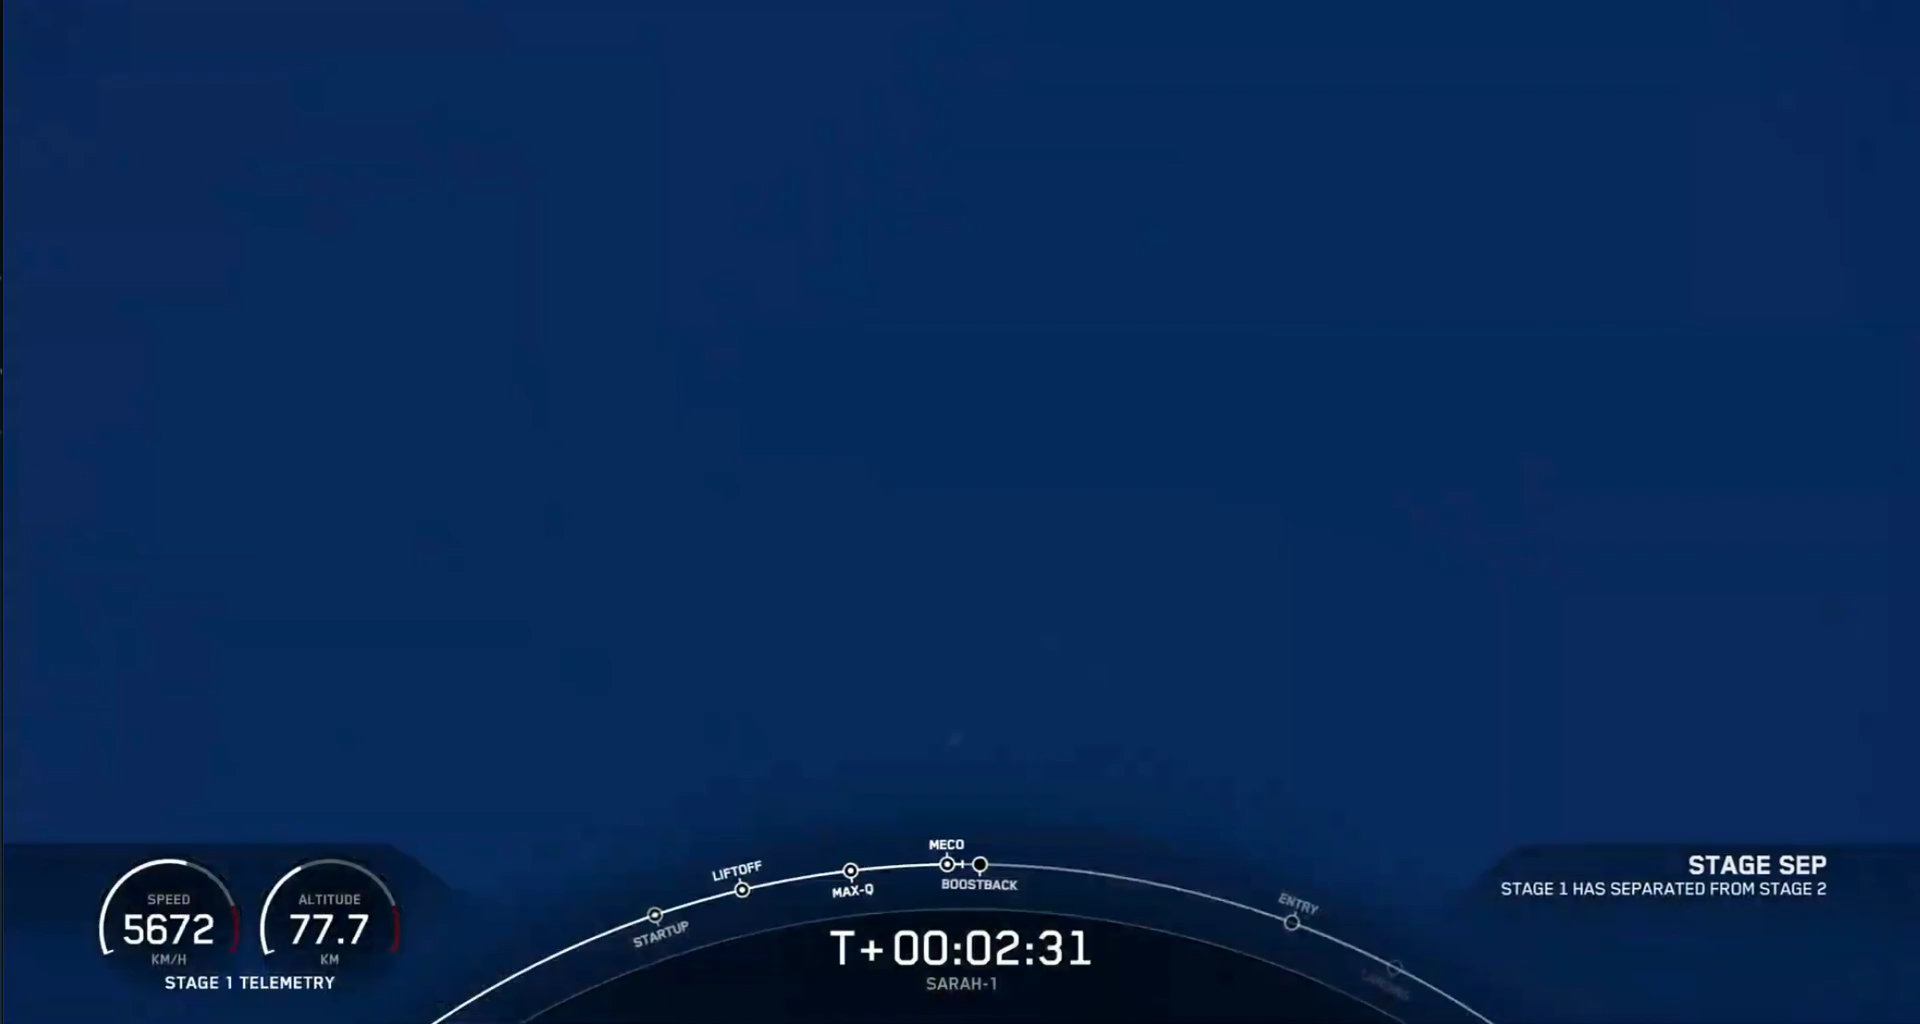 MECO
LIFTOFF
MAX-Q
BOOSTBACK
STARTUP
ENTRY
LANDING
SPEED
5672
KM/H
ALTITUDE
77.7
KM
STAGE 1 TELEMETRY
T+00:02:31
SARAH-1
STAGE SEP
STAGE 1 HAS SEPARATED FROM STAGE 2